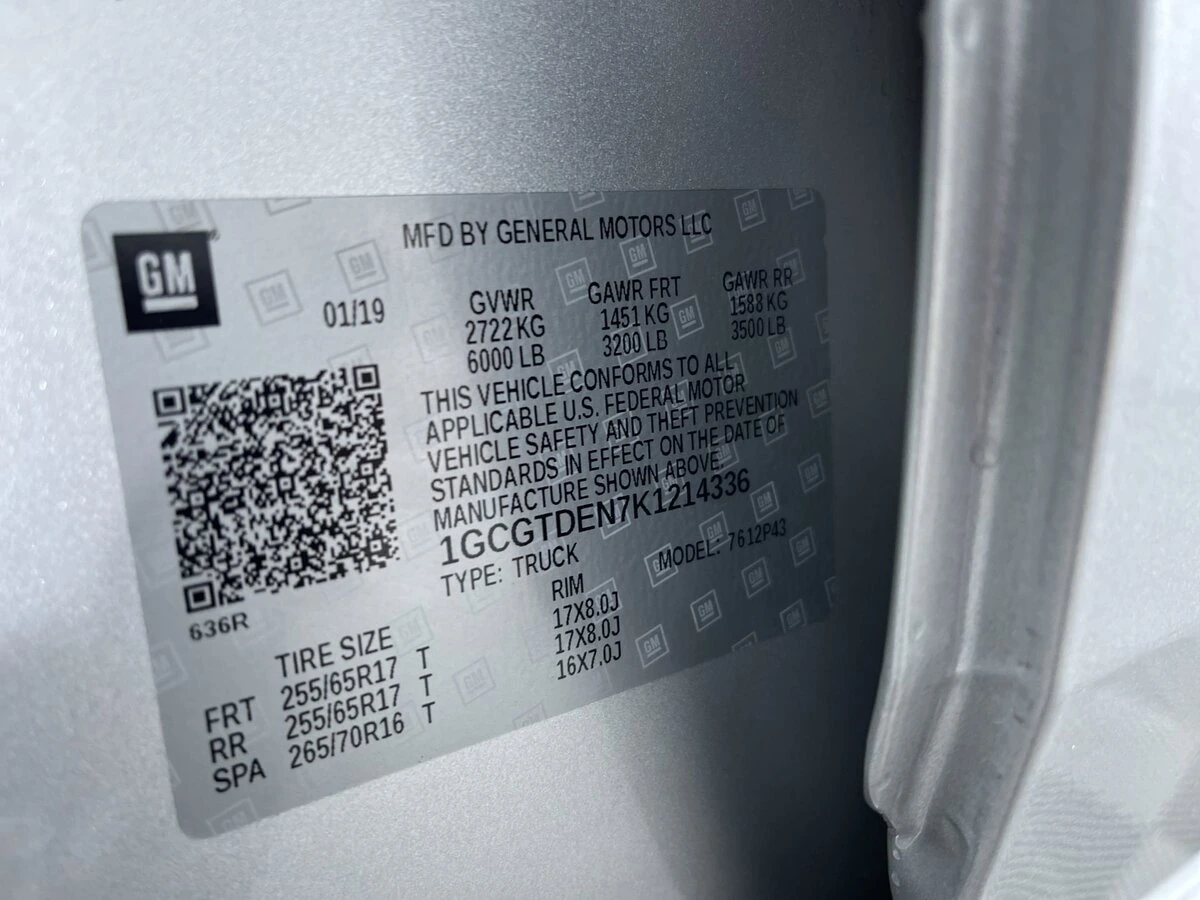 GM
MFD BY GENERAL MOTORS LLC
01/19
GVWR GAWR FRT GAWR RR
2722 KG 1451 KG 1588 KG
6000 LB 3200 LB 3500 LB
THIS VEHICLE CONFORMS TO ALL
APPLICABLE U.S. FEDERAL MOTOR
VEHICLE SAFETY AND THEFT PREVENTION
STANDARDS IN EFFECT ON THE DATE OF
MANUFACTURE SHOWN ABOVE.
1GCGTDEN7K1214336
TYPE: TRUCK MODEL: 7612P43
636R
TIRE SIZE RIM
FRT 255/65R17 T 17X8.0J
RR 255/65R17 T 17X8.0J
SPA 265/70R16 T 16X7.0J